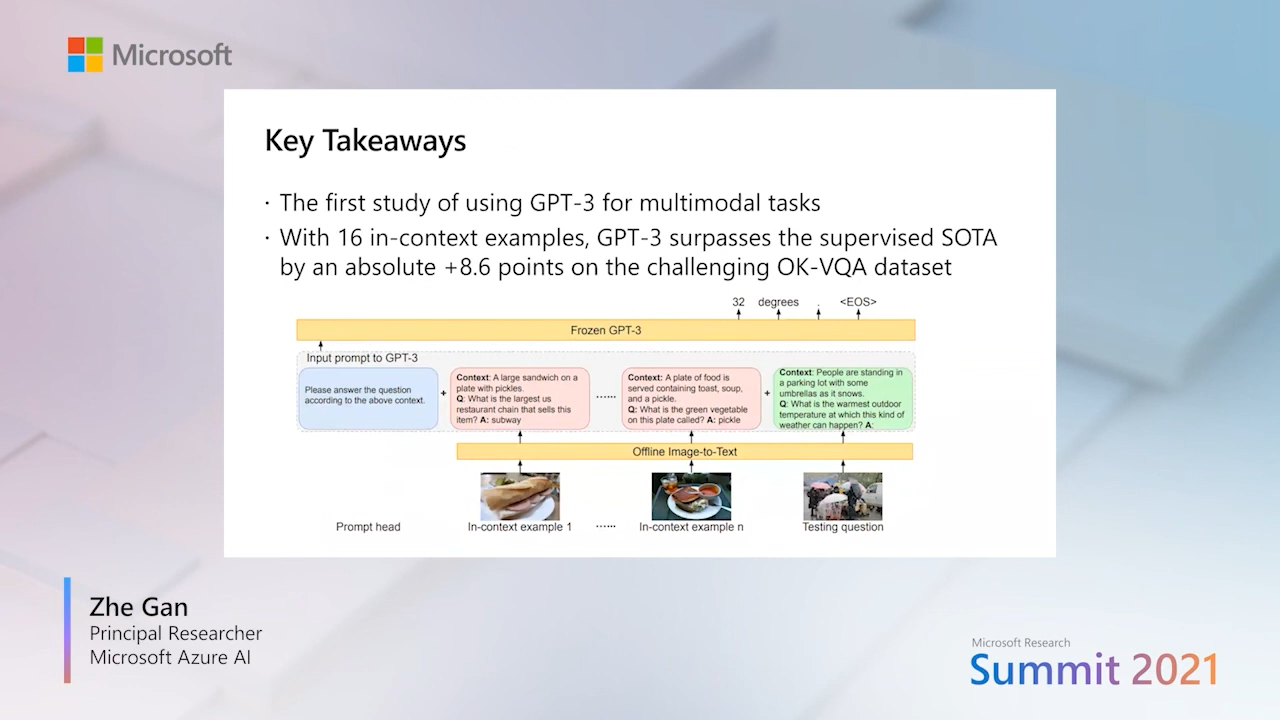 Microsoft
Key Takeaways
· The first study of using GPT-3 for multimodal tasks
· With 16 in-context examples, GPT-3 surpasses the supervised SOTA
by an absolute +8.6 points on the challenging OK-VQA dataset
32 degrees . <EOS>
Frozen GPT-3
Input prompt to GPT-3
Please answer the question
according to the above context.
+
Context: A large sandwich on a
plate with pickles.
Q: What is the largest us
restaurant chain that sells this
item? A: subway
......
Context: A plate of food is
served containing toast, soup,
and a pickle.
Q: What is the green vegetable
on this plate called? A: pickle
+
Context: People are standing in
a parking lot with some
umbrellas as it snows.
Q: What is the warmest outdoor
temperature at which this kind of
weather can happen? A:
Offline Image-to-Text
Prompt head In-context example 1 ...... In-context example n Testing question
Zhe Gan
Principal Researcher
Microsoft Azure AI
Microsoft Research
Summit 2021